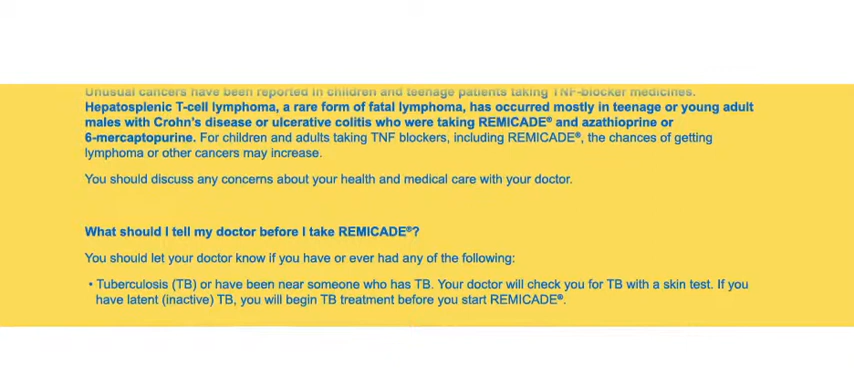 Unusual cancers have been reported in children and teenage patients taking TNF-blocker medicines.
Hepatosplenic T-cell lymphoma, a rare form of fatal lymphoma, has occurred mostly in teenage or young adult
males with Crohn's disease or ulcerative colitis who were taking REMICADE® and azathioprine or
6-mercaptopurine. For children and adults taking TNF blockers, including REMICADE®, the chances of getting
lymphoma or other cancers may increase.
You should discuss any concerns about your health and medical care with your doctor.
What should I tell my doctor before I take REMICADE®?
You should let your doctor know if you have or ever had any of the following:
• Tuberculosis (TB) or have been near someone who has TB. Your doctor will check you for TB with a skin test. If you
have latent (inactive) TB, you will begin TB treatment before you start REMICADE®.